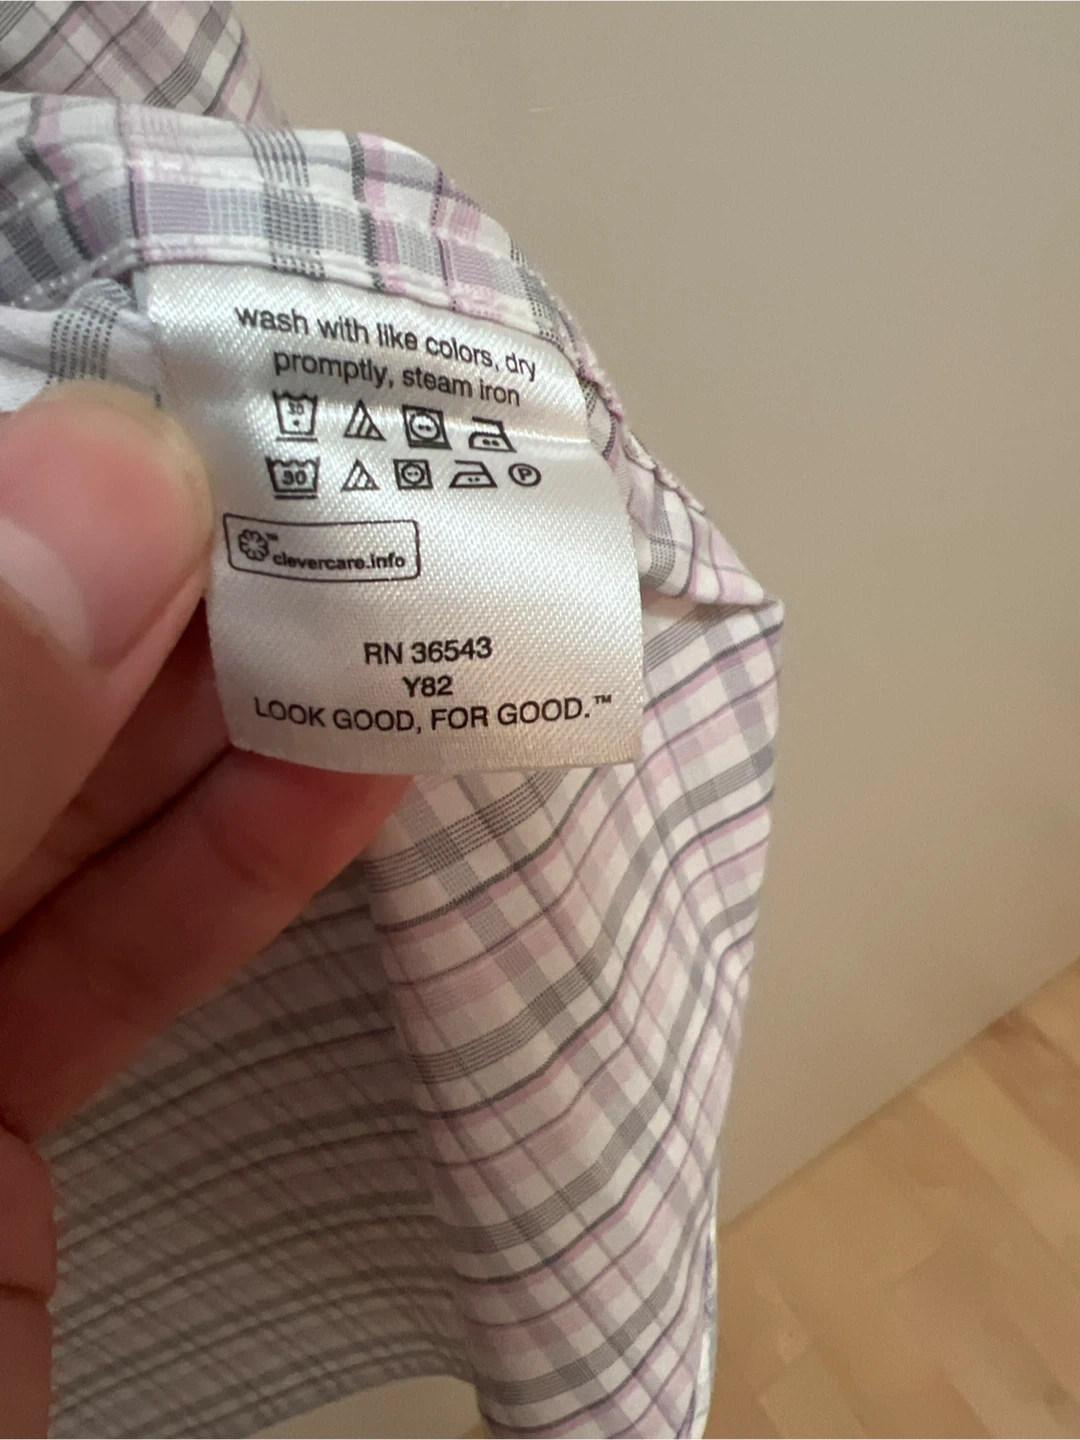 wash with like colors, dry
promptly, steam iron
30
30 P
clevercare.info
RN 36543
Y82
LOOK GOOD, FOR GOOD.™